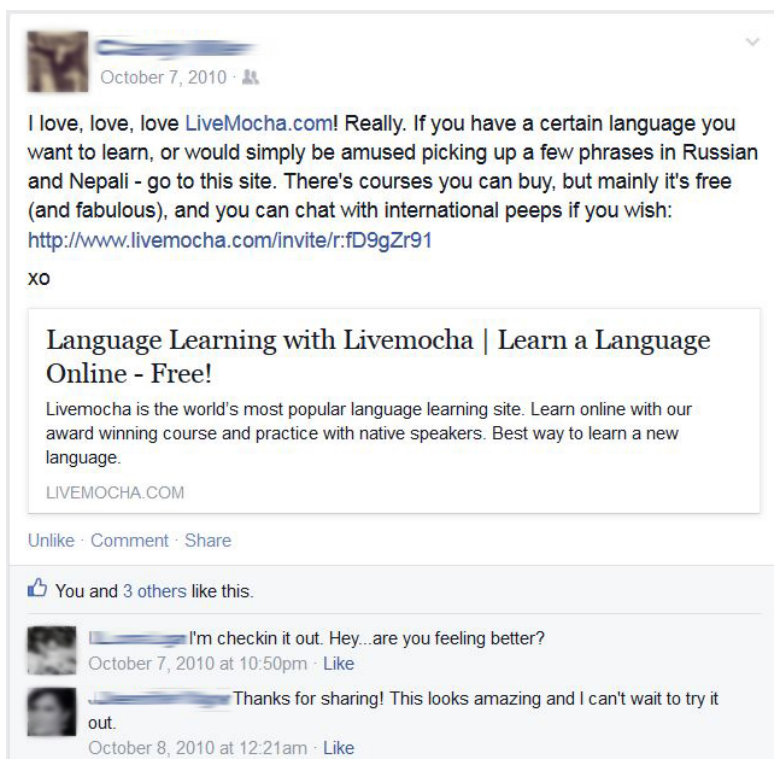 October 7, 2010 ·
I love, love, love LiveMocha.com! Really. If you have a certain language you
want to learn, or would simply be amused picking up a few phrases in Russian
and Nepali - go to this site. There's courses you can buy, but mainly it's free
(and fabulous), and you can chat with international peeps if you wish:
http://www.livemocha.com/invite/r:fD9gZr91
xo
Language Learning with Livemocha | Learn a Language
Online - Free!
Livemocha is the world's most popular language learning site. Learn online with our
award winning course and practice with native speakers. Best way to learn a new
language.
LIVEMOCHA.COM
Unlike · Comment · Share
You and 3 others like this.
I'm checkin it out. Hey...are you feeling better?
October 7, 2010 at 10:50pm · Like
Thanks for sharing! This looks amazing and I can't wait to try it
out.
October 8, 2010 at 12:21am · Like